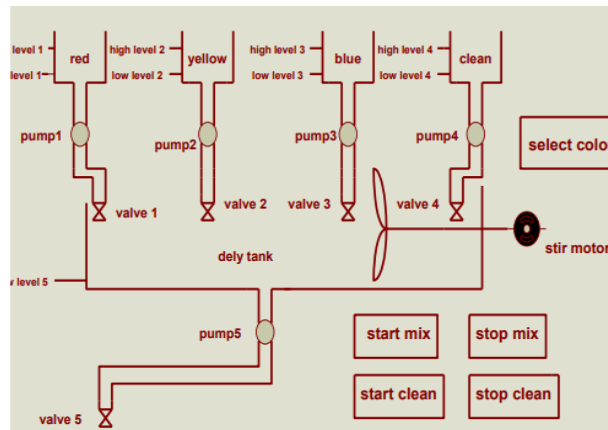 level 1
red
high level 2
yellow
high level 3
blue
high level 4
clean
level 1
low level 2
low level 3
low level 4
pump1
pump2
pump3
pump4
select colo
valve 1
valve 2
valve 3
valve 4
stir motor
dely tank
level 5
pump5
start mix
stop mix
start clean
stop clean
valve 5